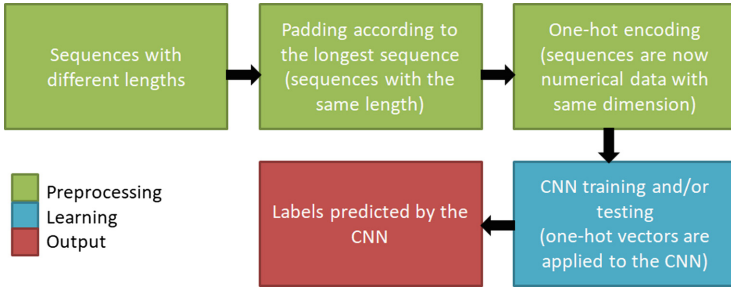 Sequences with
different lengths
Padding according to
the longest sequence
(sequences with the
same length)
One-hot encoding
(sequences are now
numerical data with
same dimension)
CNN training and/or
testing
(one-hot vectors are
applied to the CNN)
Labels predicted by the
CNN
Preprocessing
Learning
Output